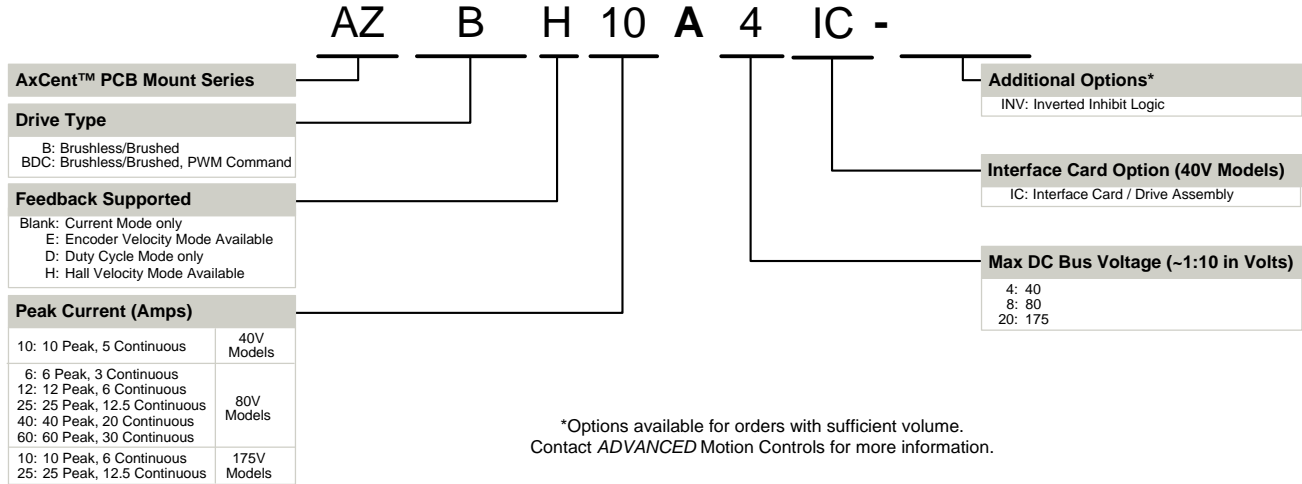 AZ B H 10 A 4 IC -
AxCent™ PCB Mount Series
Drive Type
B: Brushless/Brushed
BDC: Brushless/Brushed, PWM Command
Feedback Supported
Blank: Current Mode only
E: Encoder Velocity Mode Available
D: Duty Cycle Mode only
H: Hall Velocity Mode Available
Peak Current (Amps)
10: 10 Peak, 5 Continuous
40V
Models
6: 6 Peak, 3 Continuous
12: 12 Peak, 6 Continuous
25: 25 Peak, 12.5 Continuous
40: 40 Peak, 20 Continuous
60: 60 Peak, 30 Continuous
80V
Models
10: 10 Peak, 6 Continuous
25: 25 Peak, 12.5 Continuous
175V
Models
Additional Options*
INV: Inverted Inhibit Logic
Interface Card Option (40V Models)
IC: Interface Card / Drive Assembly
Max DC Bus Voltage (~1:10 in Volts)
4: 40
8: 80
20: 175
*Options available for orders with sufficient volume.
Contact ADVANCED Motion Controls for more information.